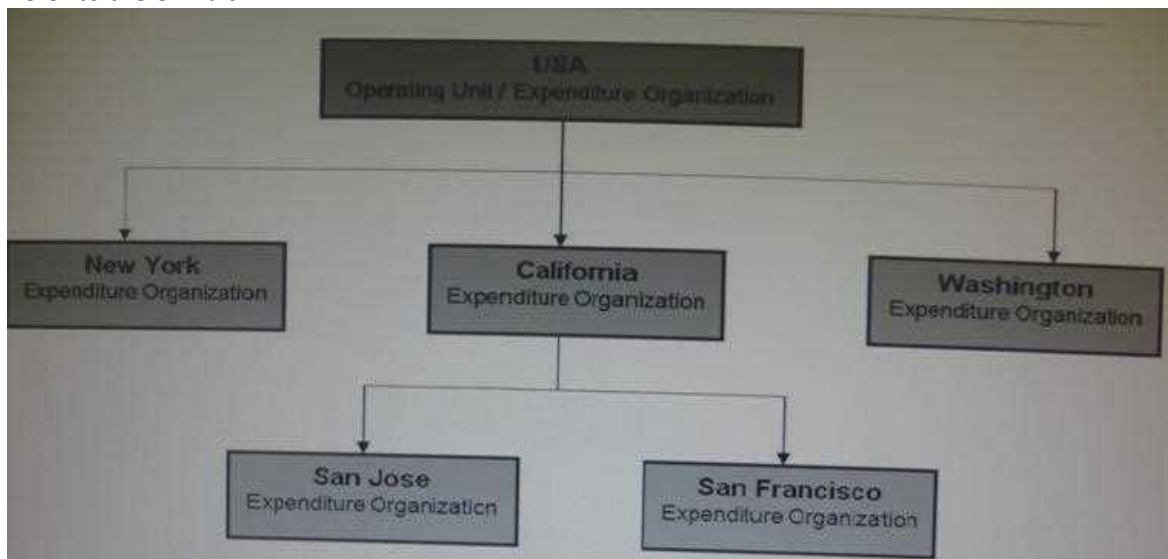 USA
Operating Unit / Expenditure Organization
New York
Expenditure Organization
California
Expenditure Organization
Washington
Expenditure Organization
San Jose
Expenditure Organization
San Francisco
Expenditure Organization